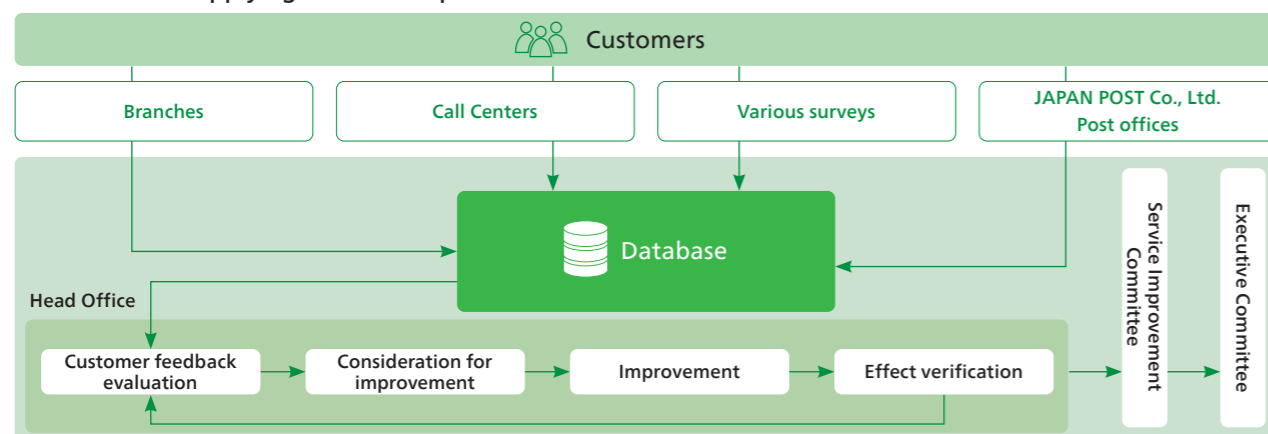 Customers
Branches
Call Centers
Various surveys
JAPAN POST Co., Ltd.
Post offices
Database
Head Office
Customer feedback
evaluation
Consideration for
improvement
Improvement
Effect verification
Service Improvement
Committee
Executive Committee